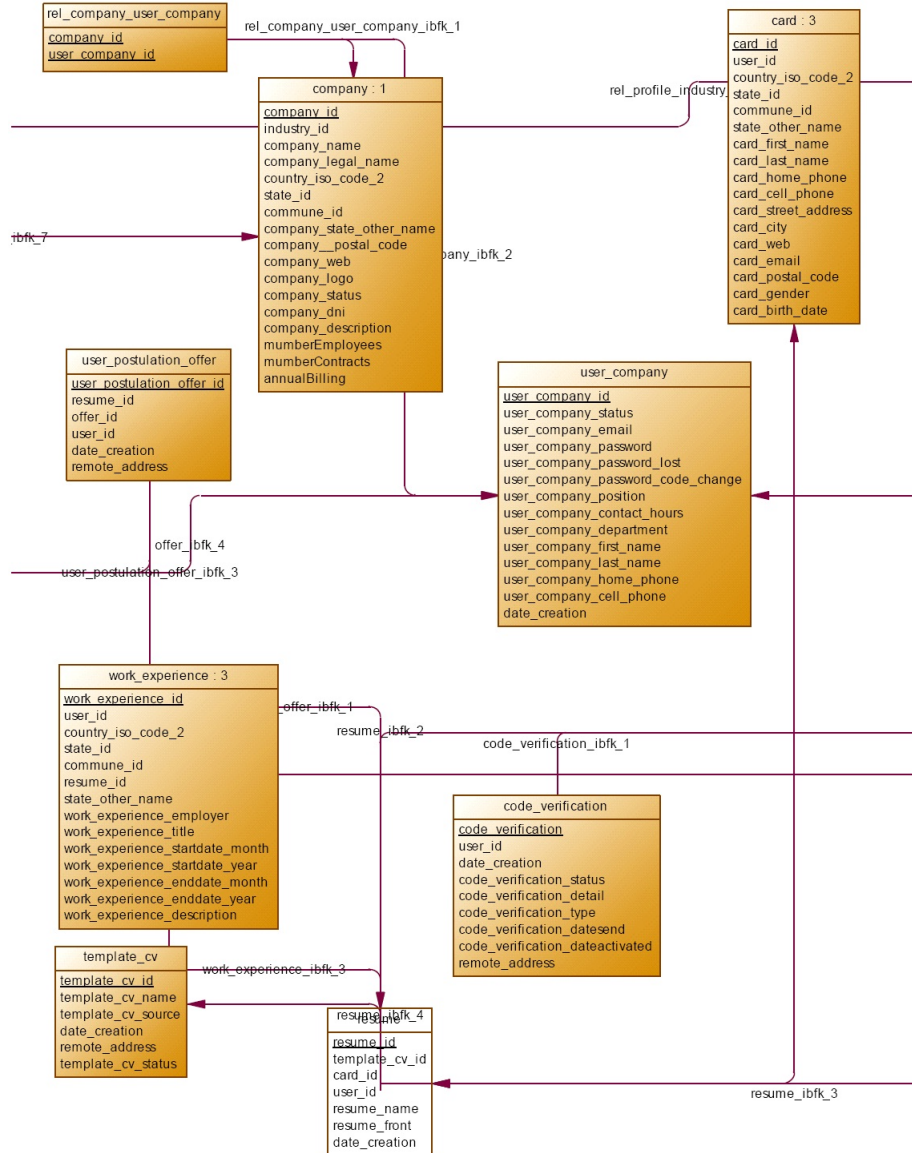 rel_company_user_company
company_id
user_company_id
rel_company_user_company_ibfk_1
company : 1
company_id
industry_id
company_name
company_legal_name
country_iso_code_2
state_id
commune_id
company_state_other_name
company__postal_code
company_web
company_logo
company_status
company_dni
company_description
mumberEmployees
mumberContracts
annualBilling
rel_profile_industry_
card : 3
card_id
user_id
country_iso_code_2
state_id
commune_id
state_other_name
card_first_name
card_last_name
card_home_phone
card_cell_phone
card_street_address
card_city
card_web
card_email
card_postal_code
card_gender
card_birth_date
_ibfk_7
pany_ibfk_2
user_postulation_offer
user_postulation_offer_id
resume_id
offer_id
user_id
date_creation
remote_address
user_company
user_company_id
user_company_status
user_company_email
user_company_password
user_company_password_lost
user_company_password_code_change
user_company_position
user_company_contact_hours
user_company_department
user_company_first_name
user_company_last_name
user_company_home_phone
user_company_cell_phone
date_creation
offer_ibfk_4
user_postulation_offer_ibfk_3
work_experience : 3
work_experience_id
user_id
country_iso_code_2
state_id
commune_id
resume_id
state_other_name
work_experience_employer
work_experience_title
work_experience_startdate_month
work_experience_startdate_year
work_experience_enddate_month
work_experience_enddate_year
work_experience_description
_offer_ibfk_1
resume_ibfk_2
code_verification_ibfk_1
code_verification
code_verification
user_id
date_creation
code_verification_status
code_verification_detail
code_verification_type
code_verification_datesend
code_verification_dateactivated
remote_address
template_cv
template_cv_id
template_cv_name
template_cv_source
date_creation
remote_address
template_cv_status
work_experience_ibfk_3
resume_ibfk_4
resume
resume_id
template_cv_id
card_id
user_id
resume_name
resume_front
date_creation
resume_ibfk_3